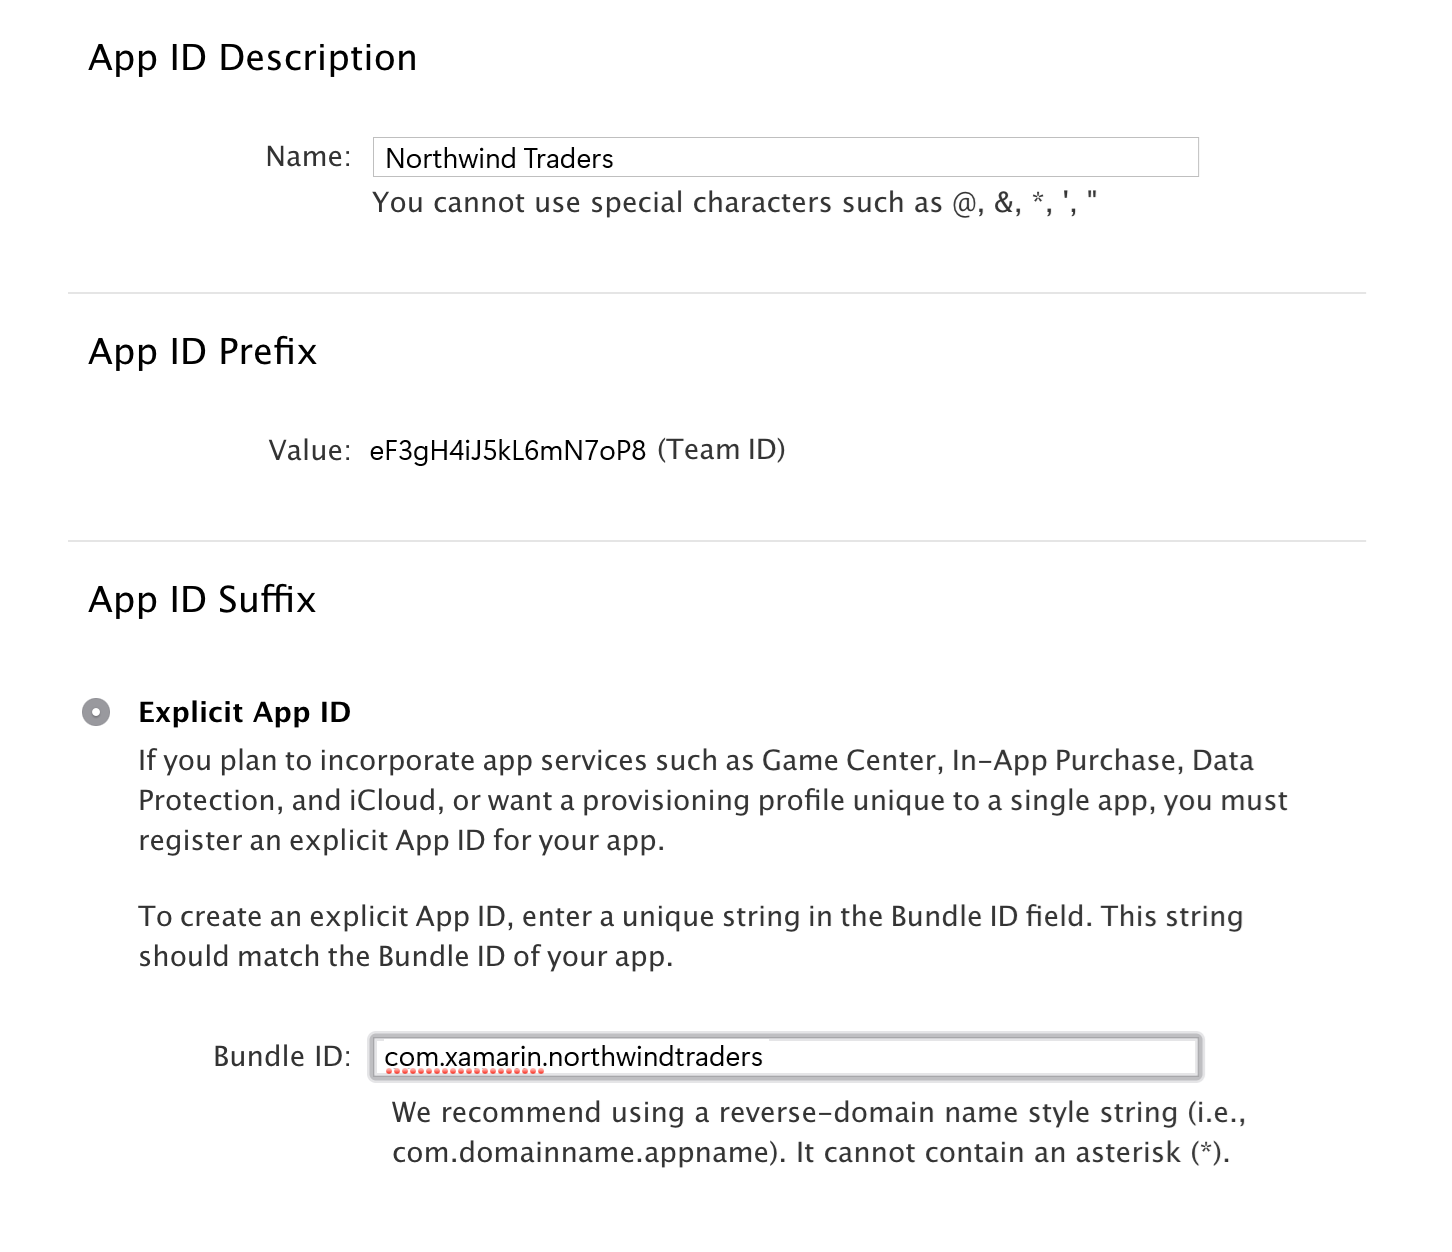 App ID Description
Name: Northwind Traders
You cannot use special characters such as @, &, *, ', "
App ID Prefix
Value: eF3gH4iJ5kL6mN7oP8 (Team ID)
App ID Suffix
Explicit App ID
If you plan to incorporate app services such as Game Center, In-App Purchase, Data
Protection, and iCloud, or want a provisioning profile unique to a single app, you must
register an explicit App ID for your app.
To create an explicit App ID, enter a unique string in the Bundle ID field. This string
should match the Bundle ID of your app.
Bundle ID: com.xamarin.northwindtraders
We recommend using a reverse-domain name style string (i.e.,
com.domainname.appname). It cannot contain an asterisk (*).